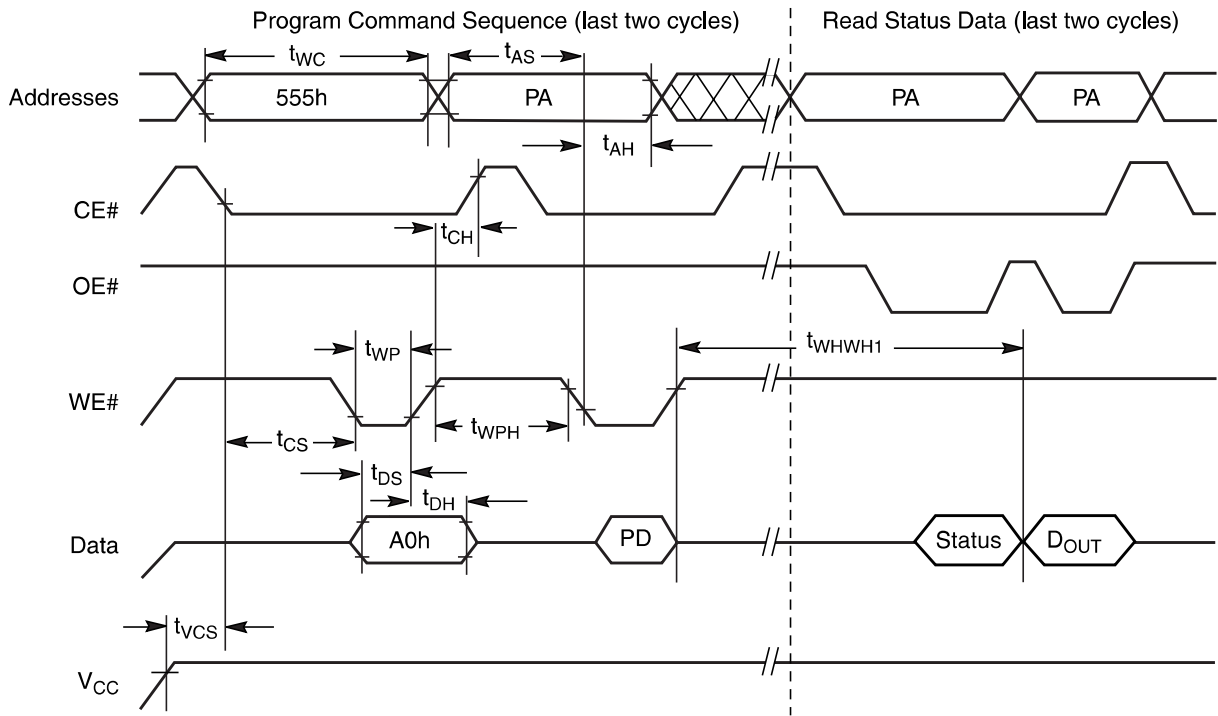 Program Command Sequence (last two cycles)
Read Status Data (last two cycles)
tWC
tAS
Addresses
555h
PA
PA
PA
tAH
CE#
tCH
OE#
tWP
tWHWH1
WE#
tCS
tWPH
tDS
tDH
Data
A0h
PD
Status
DOUT
tVCS
VCC